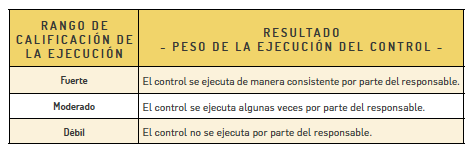 RANGO DE
CALIFICACIÓN DE
LA EJECUCIÓN
RESULTADO
- PESO DE LA EJECUCIÓN DEL CONTROL -
Fuerte
El control se ejecuta de manera consistente por parte del responsable.
Moderado
El control se ejecuta algunas veces por parte del responsable.
Débil
El control no se ejecuta por parte del responsable.